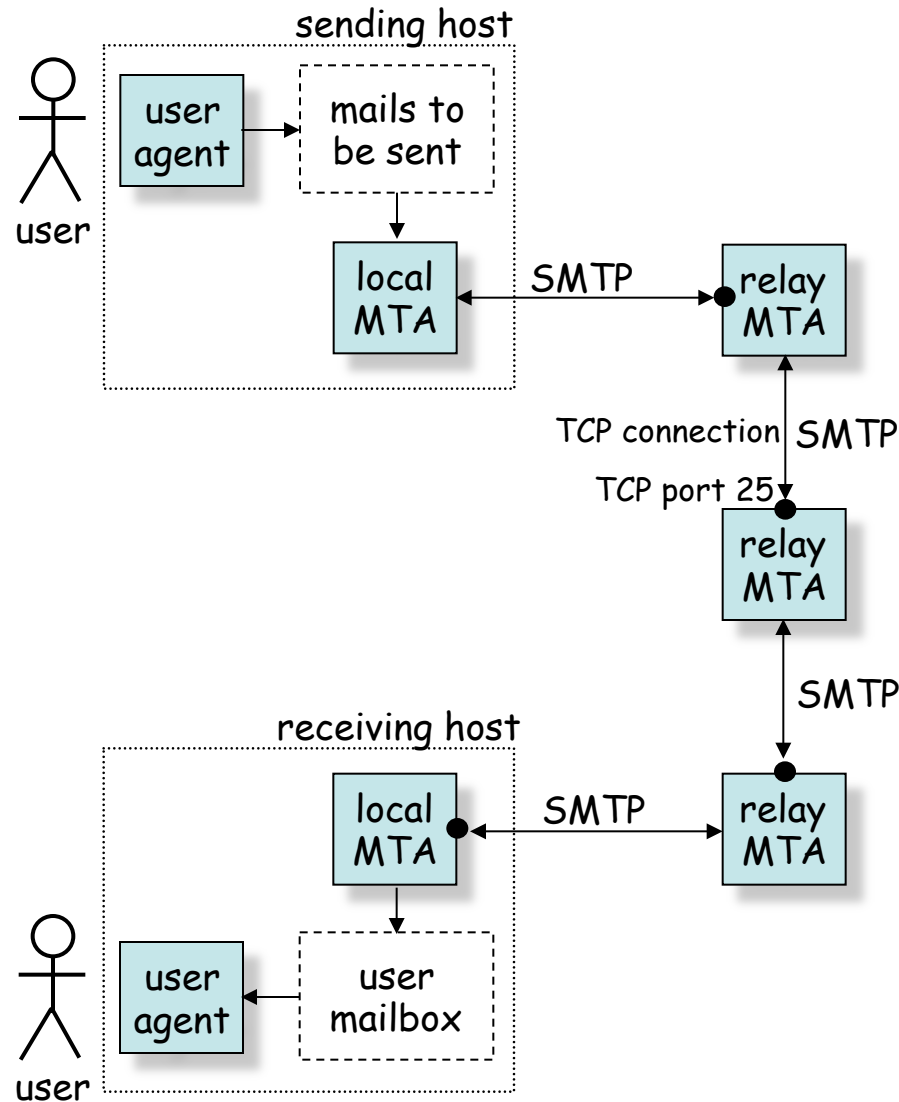 sending host
user
agent
mails to
be sent
user
local
MTA
SMTP
relay
MTA
TCP connection
SMTP
TCP port 25
relay
MTA
SMTP
receiving host
local
MTA
SMTP
relay
MTA
user
agent
user
mailbox
user